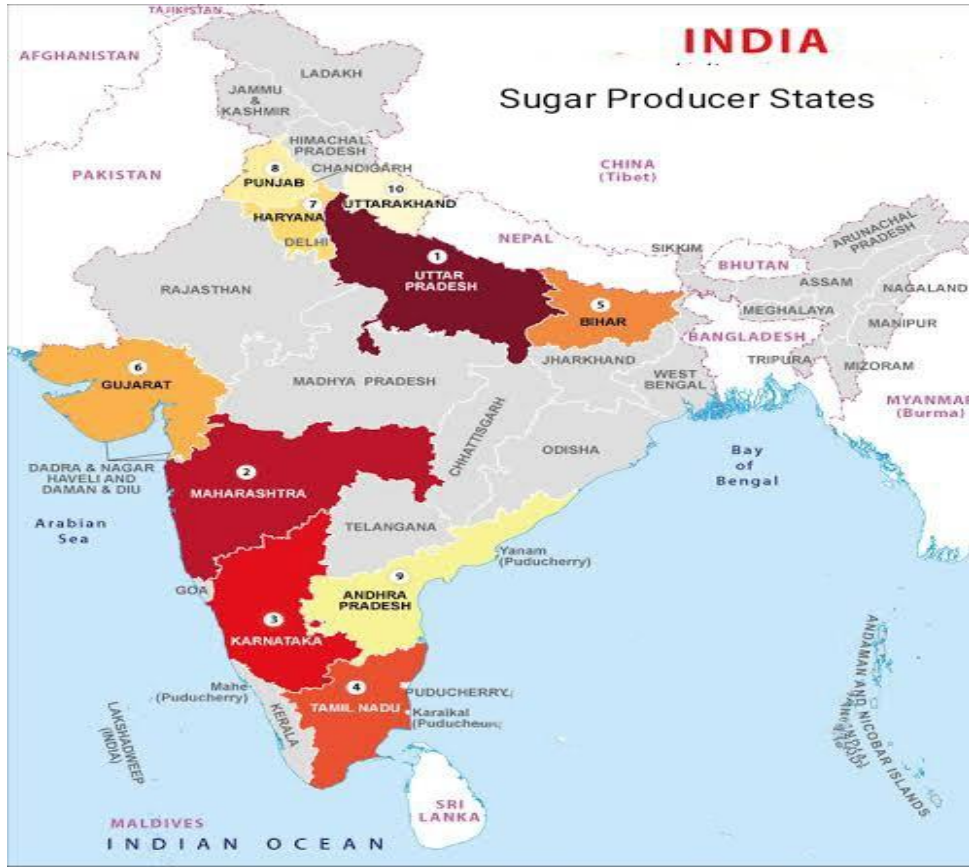 TAJIKISTAN
INDIA
AFGHANISTAN
LADAKH
JAMMU
&
KASHMIR
Sugar Producer States
HIMACHAL
PRADESH
CHANDIGARH
PAKISTAN
CHINA
(Tibet)
8
PUNJAB
10
UTTARAKHAND
7
HARYANA
DELHI
NEPAL
SIKKIM
ARUNACHAL
PRADESH
1
UTTAR
PRADESH
BHUTAN
ASSAM
NAGALAND
RAJASTHAN
5
BIHAR
MEGHALAYA
MANIPUR
BANGLADESH
TRIPURA
MIZORAM
JHARKHAND
WEST
BENGAL
6
GUJARAT
MADHYA PRADESH
MYANMAR
(Burma)
CHHATTISGARH
ODISHA
Bay
of
Bengal
DADRA & NAGAR
HAVELI AND
DAMAN & DIU
2
MAHARASHTRA
Arabian
Sea
TELANGANA
Yanam
(Puducherry)
9
ANDHRA
PRADESH
GOA
3
KARNATAKA
Mahe
(Puducherry)
4
TAMIL NADU
PUDUCHERRY
Karaikal
KERALA
LAKSHADWEEP
(INDIA)
ANDAMAN AND NICOBAR ISLANDS
SRI
LANKA
MALDIVES
INDIAN OCEAN